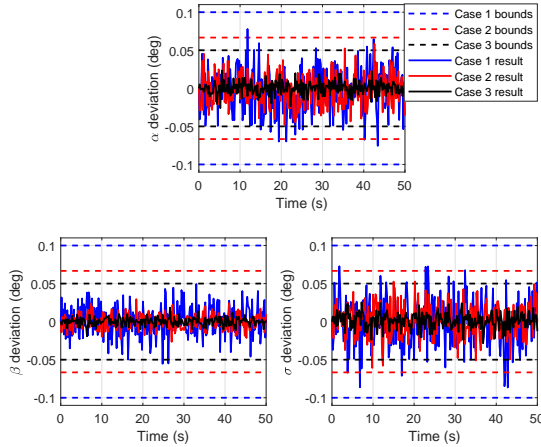 0.1
0.05
0
-0.05
-0.1
α deviation (deg)
0 10 20 30 40 50
Time (s)
Case 1 bounds
Case 2 bounds
Case 3 bounds
Case 1 result
Case 2 result
Case 3 result
0.1
0.05
0
-0.05
-0.1
β deviation (deg)
0 10 20 30 40 50
Time (s)
0.1
0.05
0
-0.05
-0.1
σ deviation (deg)
0 10 20 30 40 50
Time (s)